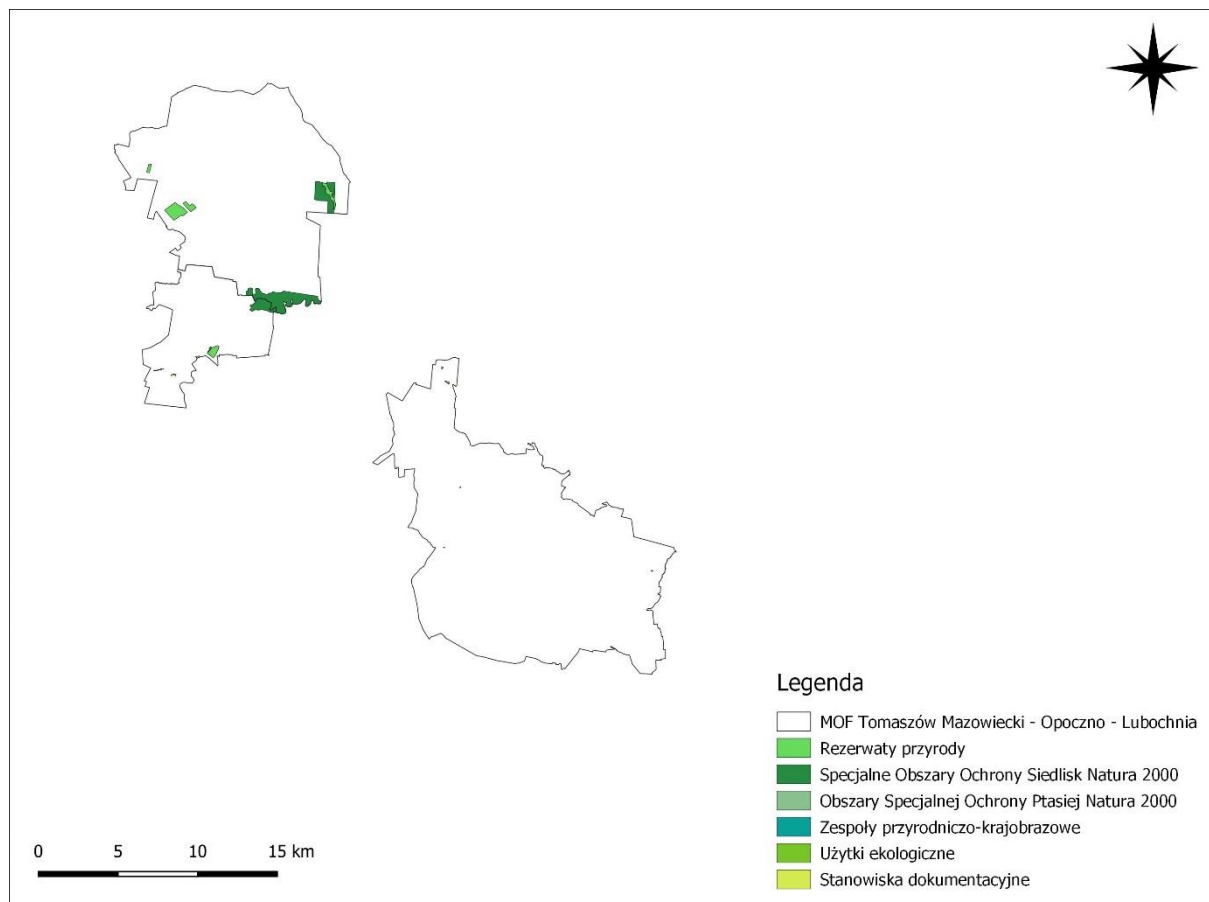 Legenda
MOF Tomaszów Mazowiecki - Opoczno - Lubochnia
Rezerwaty przyrody
Specjalne Obszary Ochrony Siedlisk Natura 2000
Obszary Specjalnej Ochrony Ptasiej Natura 2000
Zespoły przyrodniczo-krajobrazowe
Użytki ekologiczne
Stanowiska dokumentacyjne
0 5 10 15 km